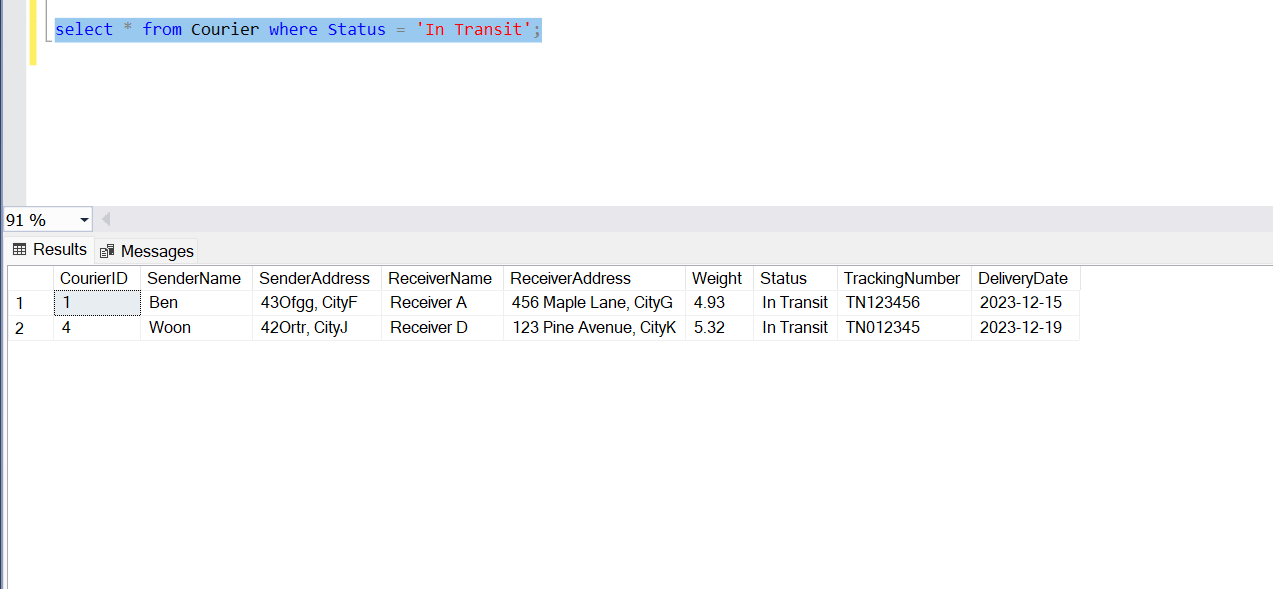 select * from Courier where Status = 'In Transit';
91 %
Results Messages
CourierID SenderName SenderAddress ReceiverName ReceiverAddress Weight Status TrackingNumber DeliveryDate
1 1 Ben 43Ofgg, CityF Receiver A 456 Maple Lane, CityG 4.93 In Transit TN123456 2023-12-15
2 4 Woon 42Ortr, CityJ Receiver D 123 Pine Avenue, CityK 5.32 In Transit TN012345 2023-12-19